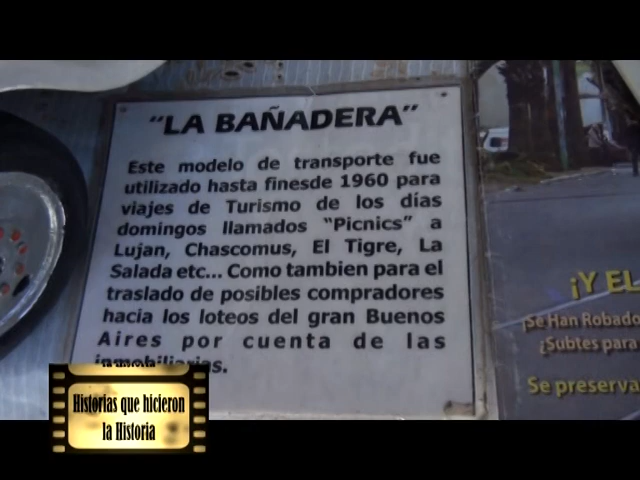 "LA BAÑADERA"
Este modelo de transporte fue
utilizado hasta finesde 1960 para
viajes de Turismo de los días
domingos llamados "Picnics" a
Lujan, Chascomus, El Tigre, La
Salada etc... Como tambien para el
traslado de posibles compradores
hacia los loteos del gran Buenos
Aires por cuenta de las
inmobiliarias.
¡Y EL
¡Se Han Robado
¿Subtes para
Se preserva
Historias que hicieron
la Historia